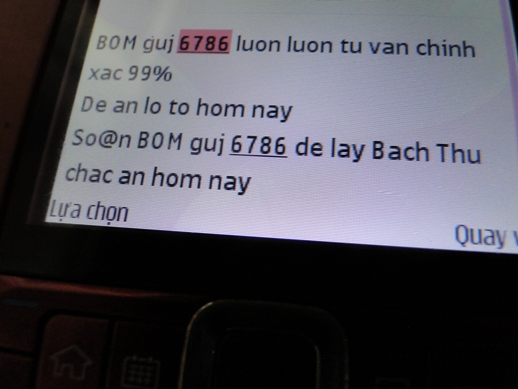 BOM guj 6786 luon luon tu van chinh
xac 99%
De an lo to hom nay
So@n BOM guj 6786 de lay Bach Thu
chac an hom nay
Lựa chọn
Quay